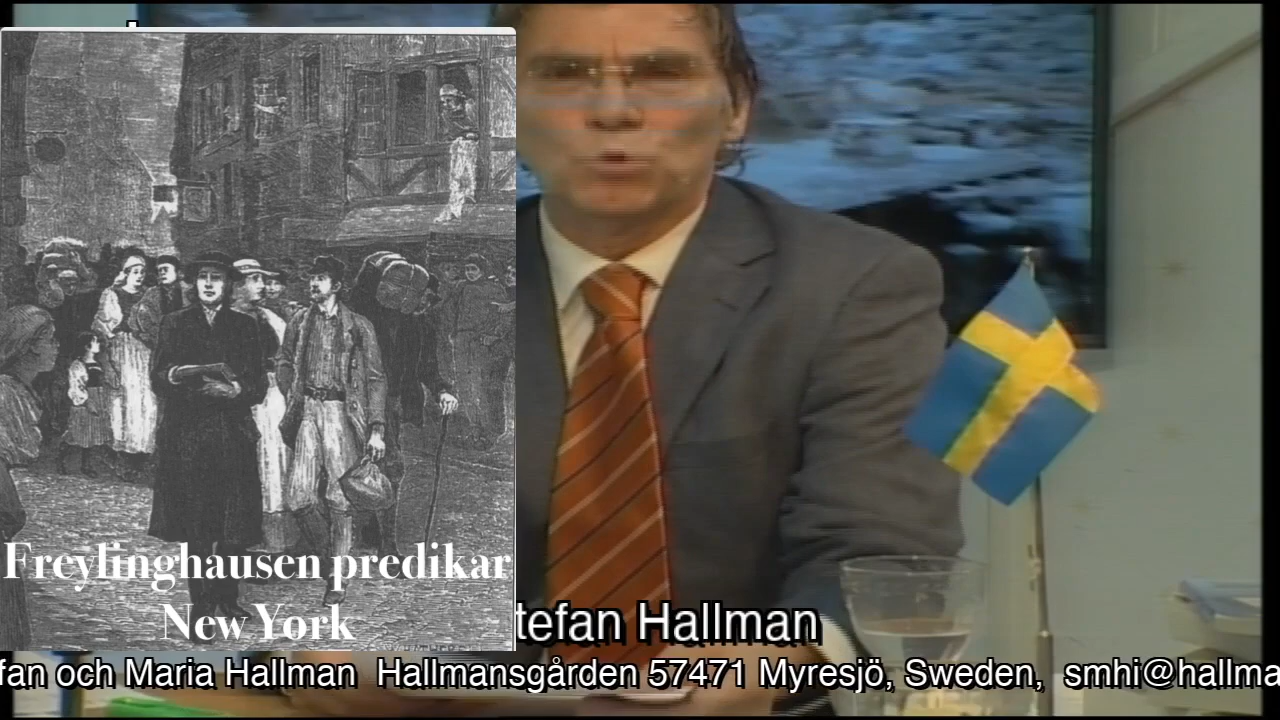 Freylinghausen predikar
New York
tefan Hallman
fan och Maria Hallman Hallmansgården 57471 Myresjö, Sweden, smhi@hallma